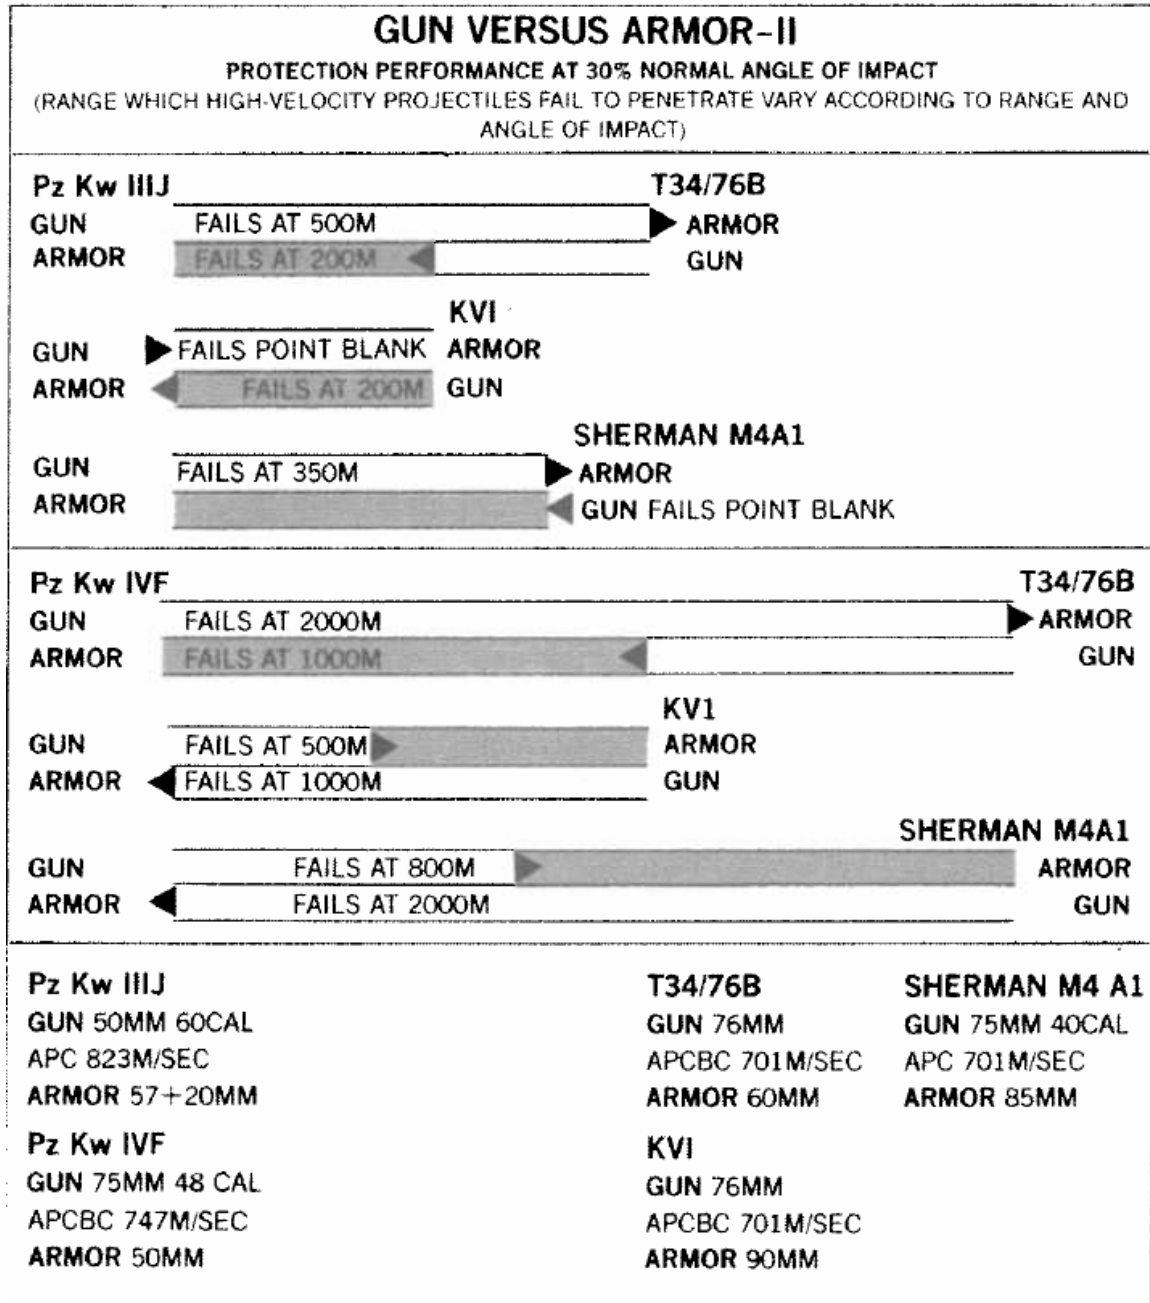 GUN VERSUS ARMOR-II
PROTECTION PERFORMANCE AT 30% NORMAL ANGLE OF IMPACT
(RANGE WHICH HIGH-VELOCITY PROJECTILES FAIL TO PENETRATE VARY ACCORDING TO RANGE AND
ANGLE OF IMPACT)
Pz Kw IIIJ T34/76B
GUN FAILS AT 500M ARMOR
ARMOR FAILS AT 200M GUN
KVI
GUN FAILS POINT BLANK ARMOR
ARMOR FAILS AT 200M GUN
SHERMAN M4A1
GUN FAILS AT 350M ARMOR
ARMOR GUN FAILS POINT BLANK
Pz Kw IVF T34/76B
GUN FAILS AT 2000M ARMOR
ARMOR FAILS AT 1000M GUN
KV1
GUN FAILS AT 500M ARMOR
ARMOR FAILS AT 1000M GUN
SHERMAN M4A1
GUN FAILS AT 800M ARMOR
ARMOR FAILS AT 2000M GUN
Pz Kw IIIJ T34/76B SHERMAN M4 A1
GUN 50MM 60CAL GUN 76MM GUN 75MM 40CAL
APC 823M/SEC APCBC 701M/SEC APC 701M/SEC
ARMOR 57+20MM ARMOR 60MM ARMOR 85MM
Pz Kw IVF KVI
GUN 75MM 48 CAL GUN 76MM
APCBC 747M/SEC APCBC 701M/SEC
ARMOR 50MM ARMOR 90MM